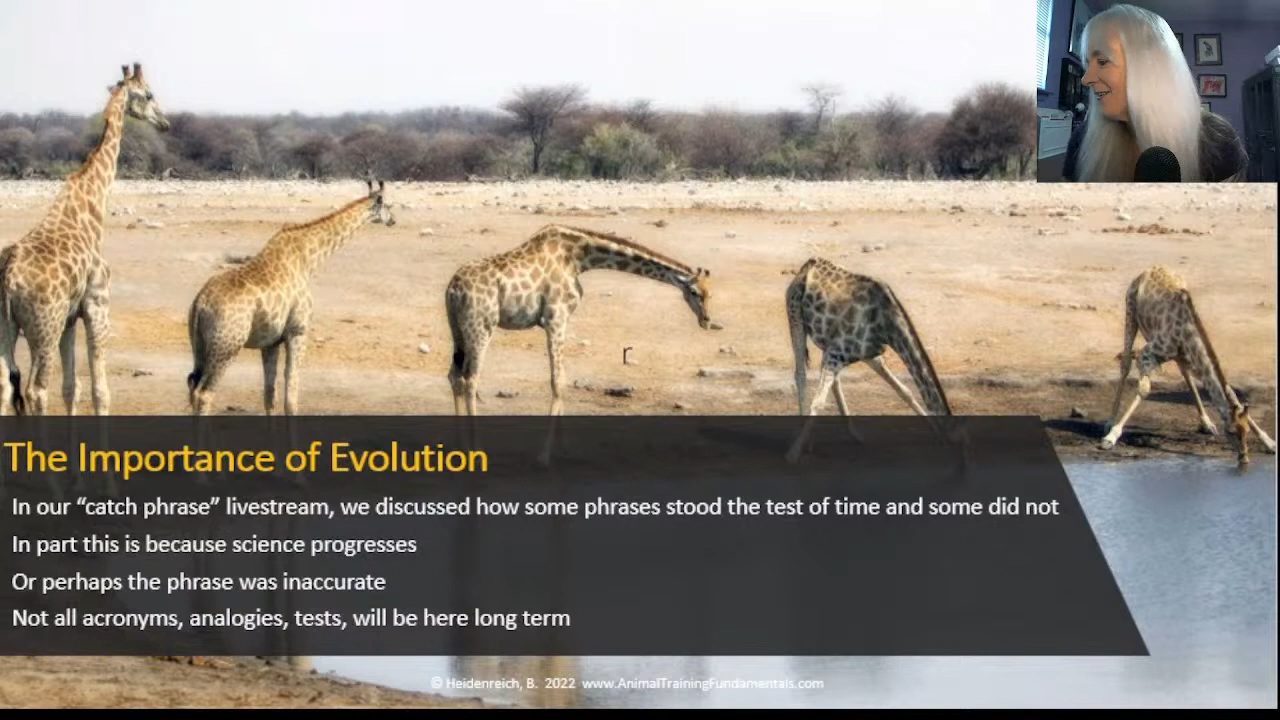 The Importance of Evolution
In our “catch phrase” livestream, we discussed how some phrases stood the test of time and some did not
In part this is because science progresses
Or perhaps the phrase was inaccurate
Not all acronyms, analogies, tests, will be here long term
© Heidenreich, B. 2022 www.AnimalTrainingFundamentals.com